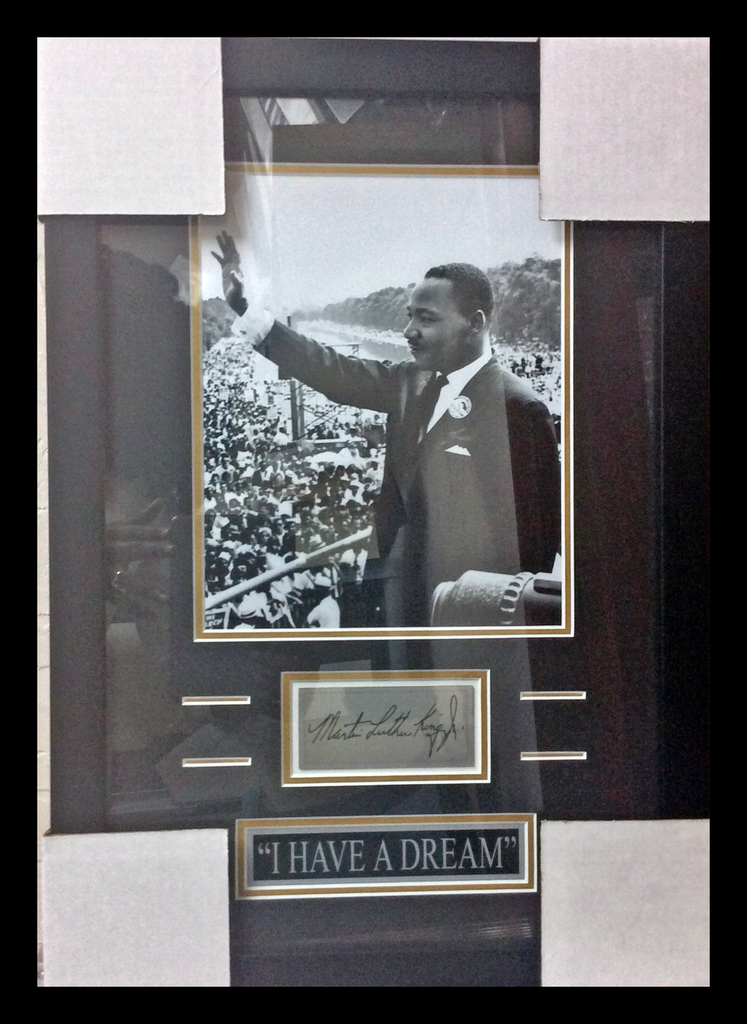 Martin Luther King Jr.
“I HAVE A DREAM”